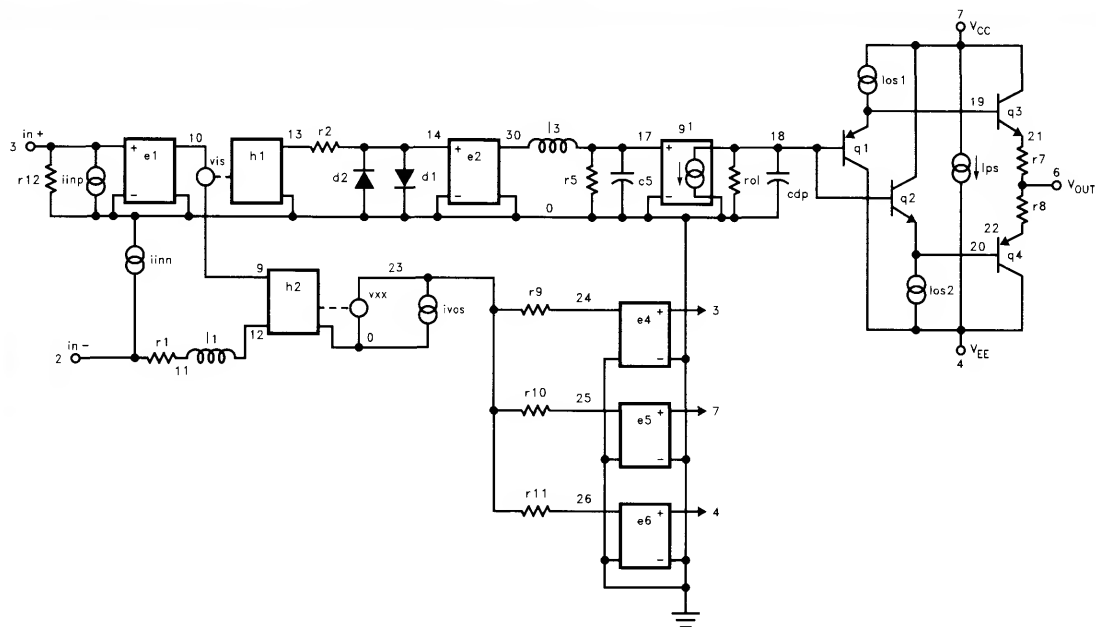 7
VCC
Ios1
19
q3
in+
3
r12
iinp
+
e1
−
10
vis
h1
13
r2
d2
d1
14
+
e2
−
30
l3
r5
c5
17
+
g1
−
rol
18
cdp
q1
q2
Ips
21
r7
6
VOUT
r8
22
20
q4
Ios2
VEE
4
0
iinn
9
h2
12
23
vxx
0
ivos
in−
2
r1
11
l1
r9
24
+
e4
−
3
r10
25
+
e5
−
7
r11
26
+
e6
−
4